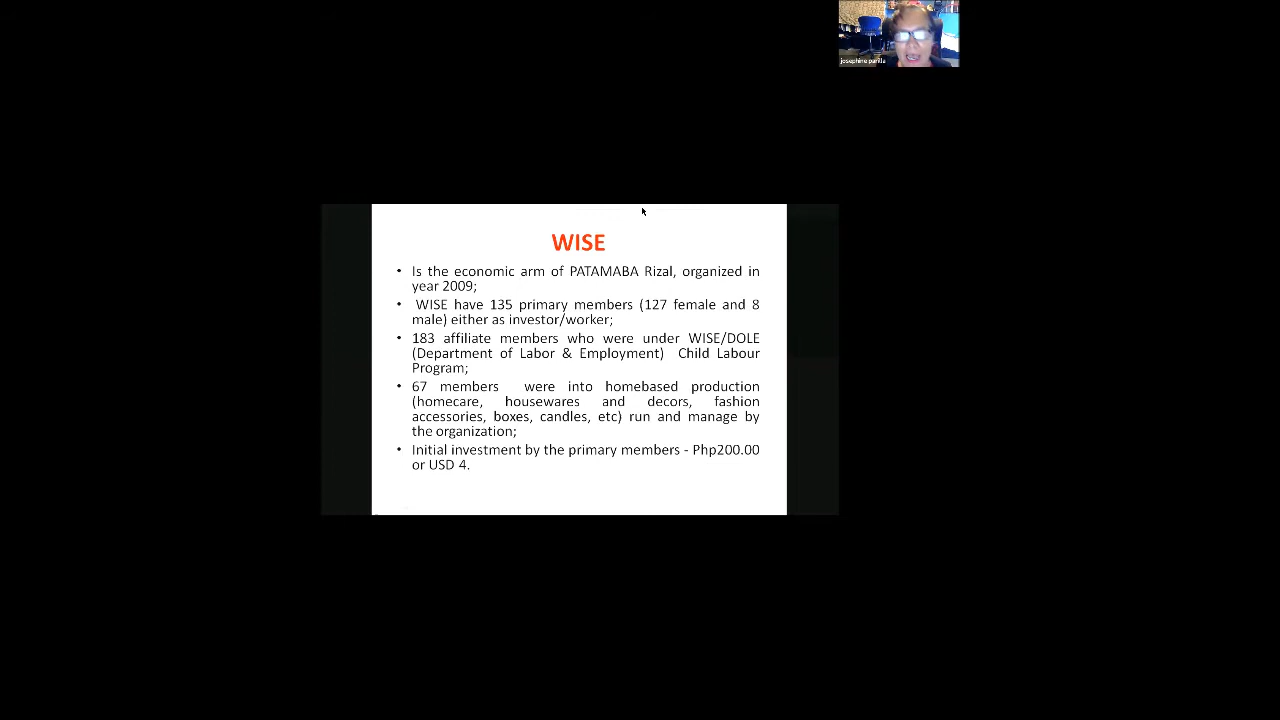 josephine parilla
WISE
• Is the economic arm of PATAMABA Rizal, organized in
year 2009;
• WISE have 135 primary members (127 female and 8
male) either as investor/worker;
• 183 affiliate members who were under WISE/DOLE
(Department of Labor & Employment) Child Labour
Program;
• 67 members were into homebased production
(homecare, housewares and decors, fashion
accessories, boxes, candles, etc) run and manage by
the organization;
• Initial investment by the primary members - Php200.00
or USD 4.